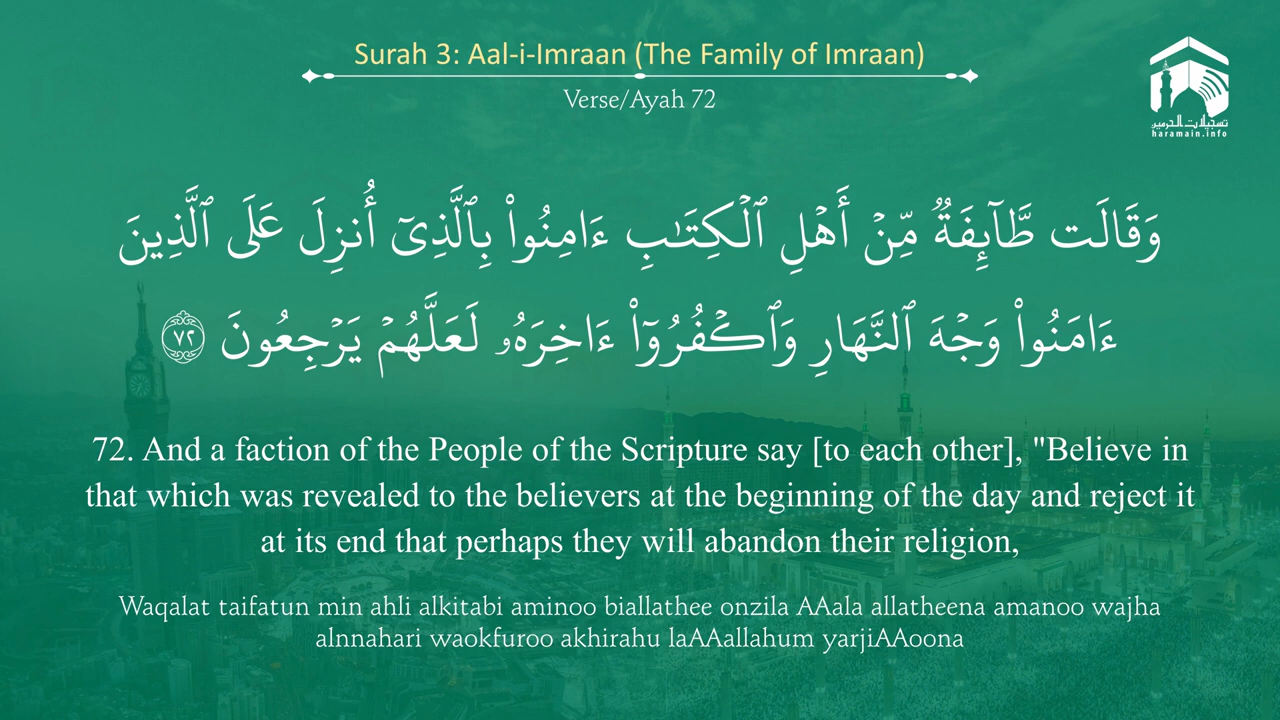 Surah 3: Aal-i-Imraan (The Family of Imraan)
Verse/Ayah 72
تسجيلات الحرمين
haramain.info
وَقَالَت طَّآئِفَةٌ مِّنْ أَهْلِ ٱلْكِتَـٰبِ ءَامِنُوا۟ بِٱلَّذِىٓ أُنزِلَ عَلَى ٱلَّذِينَ
ءَامَنُوا۟ وَجْهَ ٱلنَّهَارِ وَٱكْفُرُوٓا۟ ءَاخِرَهُۥ لَعَلَّهُمْ يَرْجِعُونَ ٧٢
72. And a faction of the People of the Scripture say [to each other], "Believe in
that which was revealed to the believers at the beginning of the day and reject it
at its end that perhaps they will abandon their religion,
Waqalat taifatun min ahli alkitabi aminoo biallathee onzila AAala allatheena amanoo wajha
alnnahari waokfuroo akhirahu laAAallahum yarjiAAoona